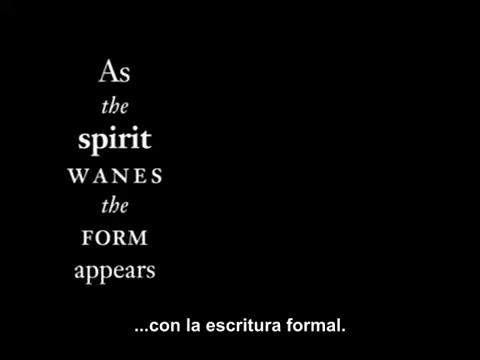 As
the
spirit
WANES
the
FORM
appears
...con la escritura formal.